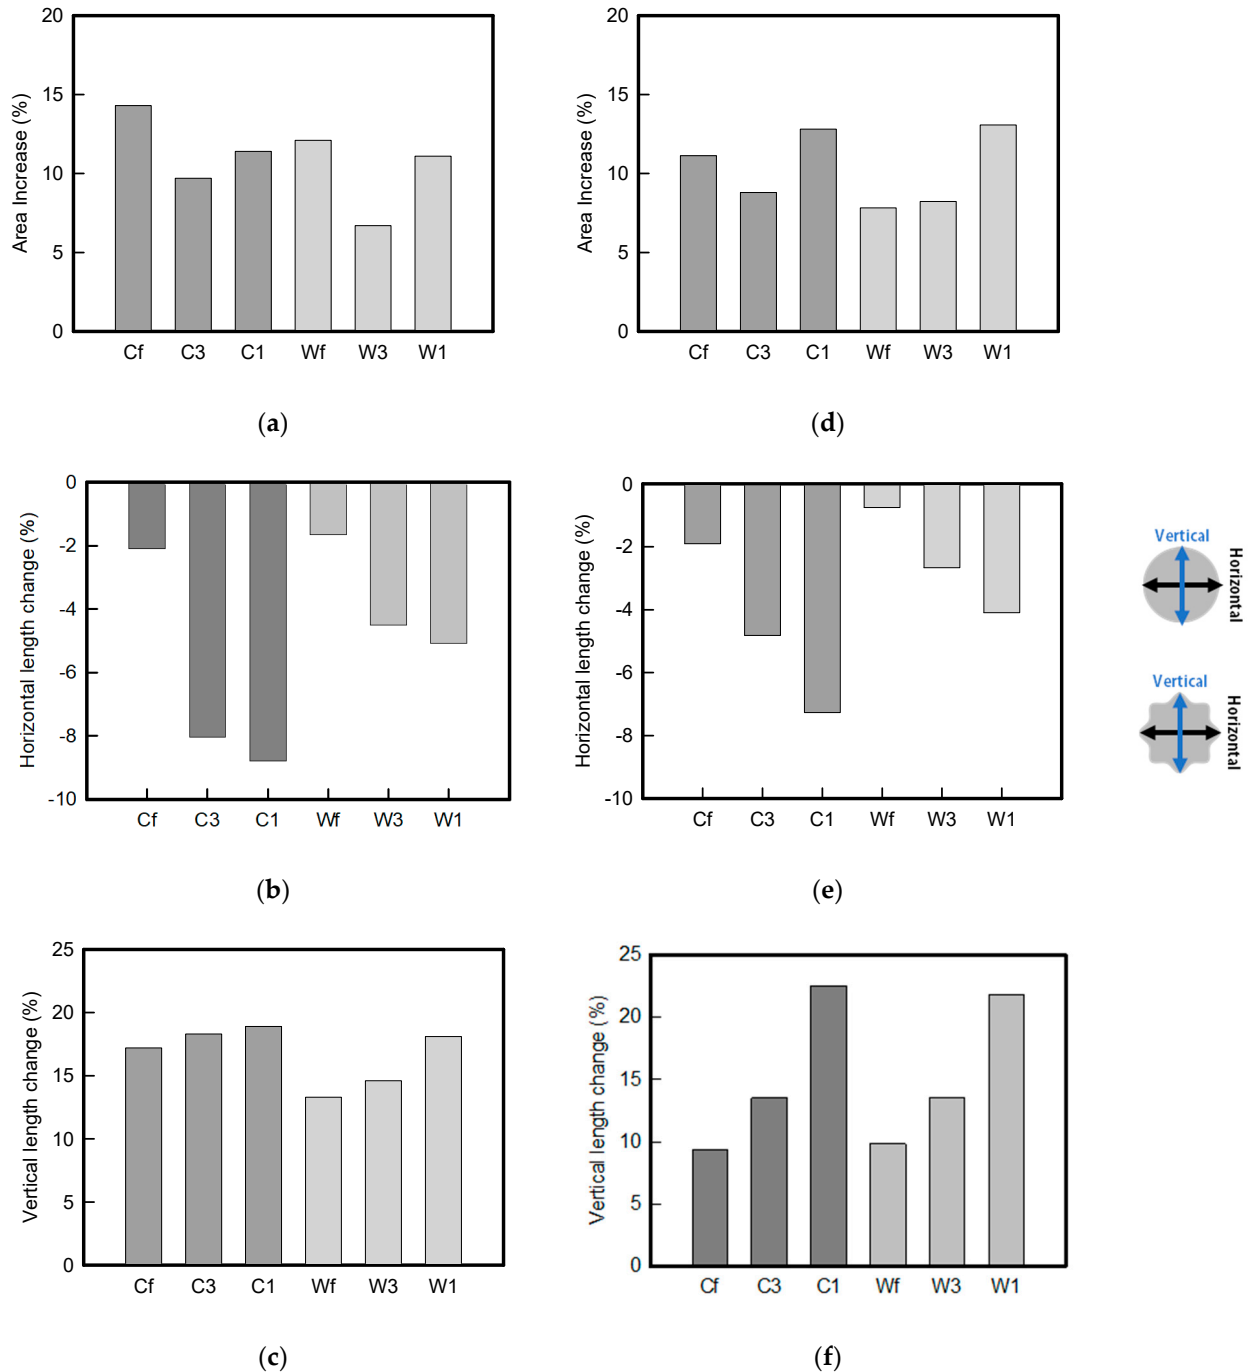 Area Increase (%)
20
15
10
5
0
Cf C3 C1 Wf W3 W1
(a)
Area Increase (%)
20
15
10
5
0
Cf C3 C1 Wf W3 W1
(d)
Horizontal length change (%)
0
-2
-4
-6
-8
-10
Cf C3 C1 Wf W3 W1
(b)
Horizontal length change (%)
0
-2
-4
-6
-8
-10
Cf C3 C1 Wf W3 W1
(e)
Vertical
Horizontal
Vertical
Horizontal
Vertical length change (%)
25
20
15
10
5
0
Cf C3 C1 Wf W3 W1
(c)
Vertical length change (%)
25
20
15
10
5
0
Cf C3 C1 Wf W3 W1
(f)